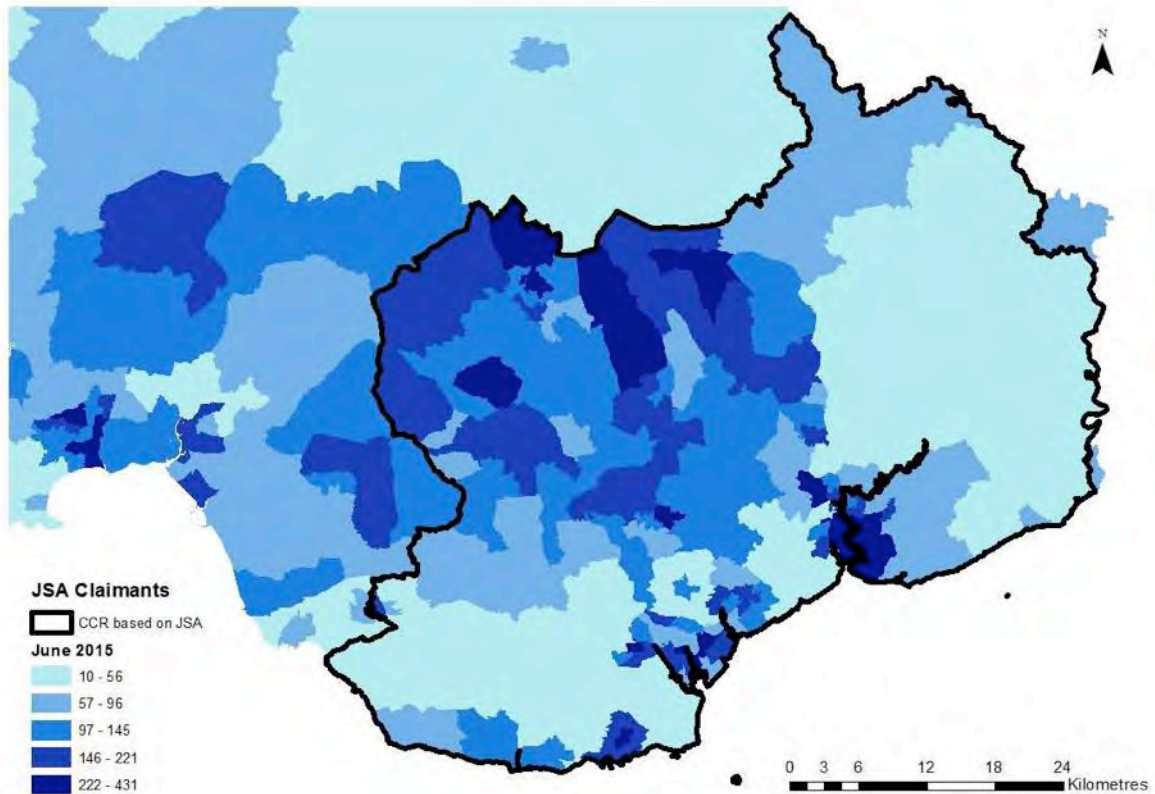 N
JSA Claimants
CCR based on JSA
June 2015
10 - 56
57 - 96
97 - 145
146 - 221
222 - 431
0 3 6 12 18 24
Kilometres